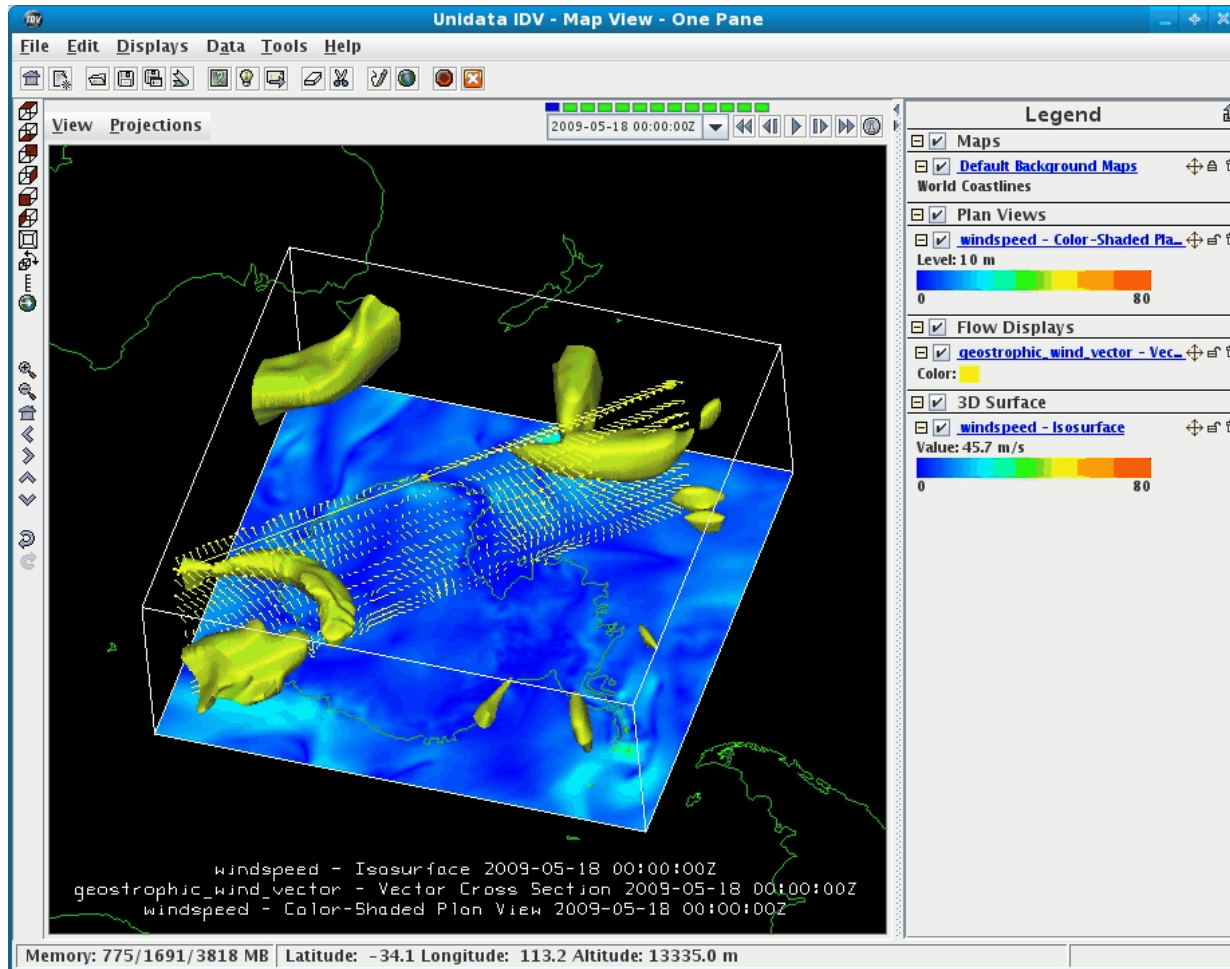 IDV
Unidata IDV - Map View - One Pane
File Edit Displays Data Tools Help
View Projections
2009-05-18 00:00:00Z
Legend
Maps
Default Background Maps
World Coastlines
Plan Views
windspeed - Color-Shaded Pla...
Level: 10 m
0 80
Flow Displays
geostrophic_wind_vector - Vec...
Color:
3D Surface
windspeed - Isosurface
Value: 45.7 m/s
0 80
windspeed - Isosurface 2009-05-18 00:00:00Z
geostrophic_wind_vector - Vector Cross Section 2009-05-18 00:00:00Z
windspeed - Color-Shaded Plan View 2009-05-18 00:00:00Z
Memory: 775/1691/3818 MB Latitude: -34.1 Longitude: 113.2 Altitude: 13335.0 m